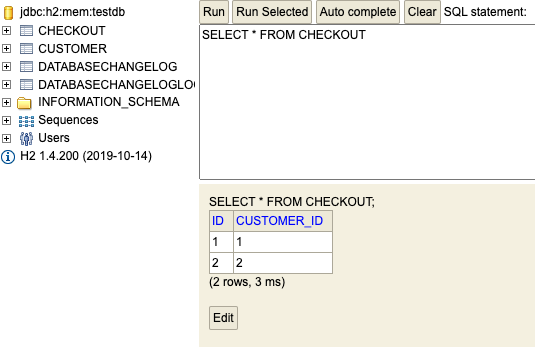 jdbc:h2:mem:testdb
CHECKOUT
CUSTOMER
DATABASECHANGELOG
DATABASECHANGELOGLO
INFORMATION_SCHEMA
Sequences
Users
H2 1.4.200 (2019-10-14)
Run Run Selected Auto complete Clear SQL statement:
SELECT * FROM CHECKOUT
SELECT * FROM CHECKOUT;
ID CUSTOMER_ID
1 1
2 2
(2 rows, 3 ms)
Edit